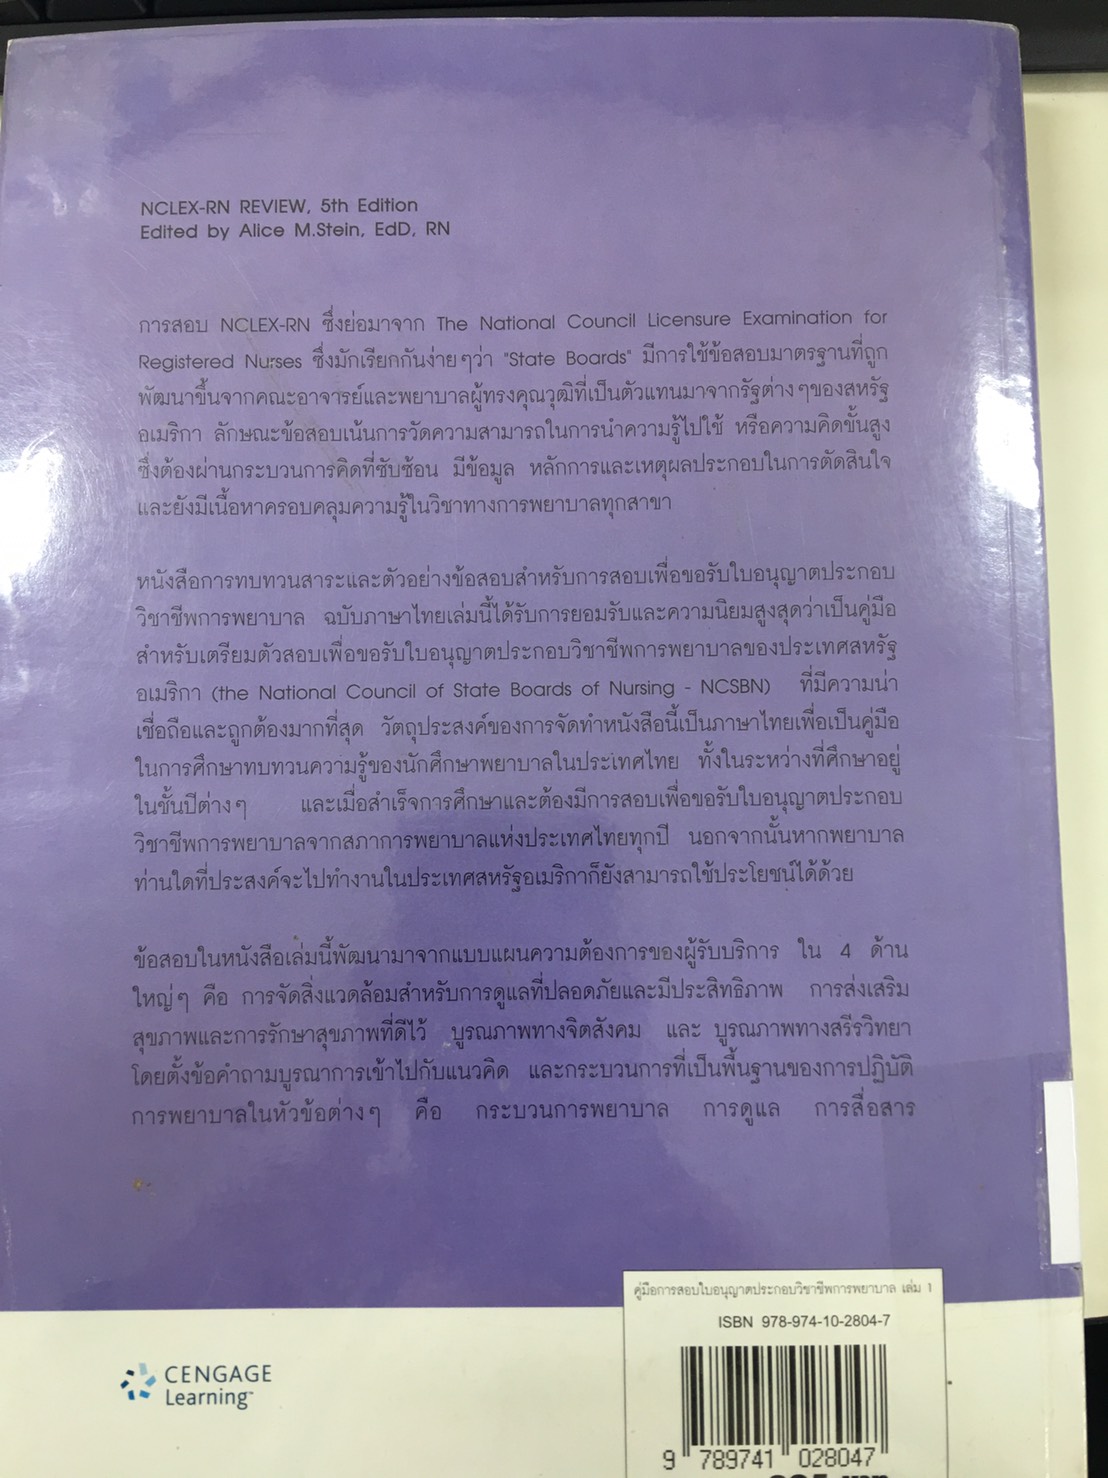 NCLEX-RN REVIEW, 5th Edition
Edited by Alice M.Stein, EdD, RN
การสอบ NCLEX-RN ซึ่งย่อมาจาก The National Council Licensure Examination for
Registered Nurses ซึ่งมักเรียกกันง่ายๆว่า "State Boards" มีการใช้ข้อสอบมาตรฐานที่ถูก
พัฒนาขึ้นจากคณะอาจารย์และพยาบาลผู้ทรงคุณวุฒิที่เป็นตัวแทนมาจากรัฐต่างๆของสหรัฐ
อเมริกา ลักษณะข้อสอบเน้นการวัดความสามารถในการนำความรู้ไปใช้ หรือความคิดขั้นสูง
ซึ่งต้องผ่านกระบวนการคิดที่ซับซ้อน มีข้อมูล หลักการและเหตุผลประกอบในการตัดสินใจ
และยังมีเนื้อหาครอบคลุมความรู้ในวิชาทางการพยาบาลทุกสาขา
หนังสือการทบทวนสาระและตัวอย่างข้อสอบสำหรับการสอบเพื่อขอรับใบอนุญาตประกอบ
วิชาชีพการพยาบาล ฉบับภาษาไทยเล่มนี้ได้รับการยอมรับและความนิยมสูงสุดว่าเป็นคู่มือ
สำหรับเตรียมตัวสอบเพื่อขอรับใบอนุญาตประกอบวิชาชีพการพยาบาลของประเทศสหรัฐ
อเมริกา (the National Council of State Boards of Nursing - NCSBN) ที่มีความน่า
เชื่อถือและถูกต้องมากที่สุด วัตถุประสงค์ของการจัดทำหนังสือนี้เป็นภาษาไทยเพื่อเป็นคู่มือ
ในการศึกษาทบทวนความรู้ของนักศึกษาพยาบาลในประเทศไทย ทั้งในระหว่างที่ศึกษาอยู่
ในชั้นปีต่างๆ และเมื่อสำเร็จการศึกษาและต้องมีการสอบเพื่อขอรับใบอนุญาตประกอบ
วิชาชีพการพยาบาลจากสภาการพยาบาลแห่งประเทศไทยทุกปี นอกจากนั้นหากพยาบาล
ท่านใดที่ประสงค์จะไปทำงานในประเทศสหรัฐอเมริกาก็ยังสามารถใช้ประโยชน์ได้ด้วย
ข้อสอบในหนังสือเล่มนี้พัฒนามาจากแบบแผนความต้องการของผู้รับบริการ ใน 4 ด้าน
ใหญ่ๆ คือ การจัดสิ่งแวดล้อมสำหรับการดูแลที่ปลอดภัยและมีประสิทธิภาพ การส่งเสริม
สุขภาพและการรักษาสุขภาพที่ดีไว้ บูรณภาพทางจิตสังคม และ บูรณภาพทางสรีรวิทยา
โดยตั้งข้อคำถามบูรณาการเข้าไปกับแนวคิด และกระบวนการที่เป็นพื้นฐานของการปฏิบัติ
การพยาบาลในหัวข้อต่างๆ คือ กระบวนการพยาบาล การดูแล การสื่อสาร
คู่มือการสอบใบอนุญาตประกอบวิชาชีพการพยาบาล เล่ม 1
ISBN 978-974-10-2804-7
CENGAGE
Learning™
9 789741 028047